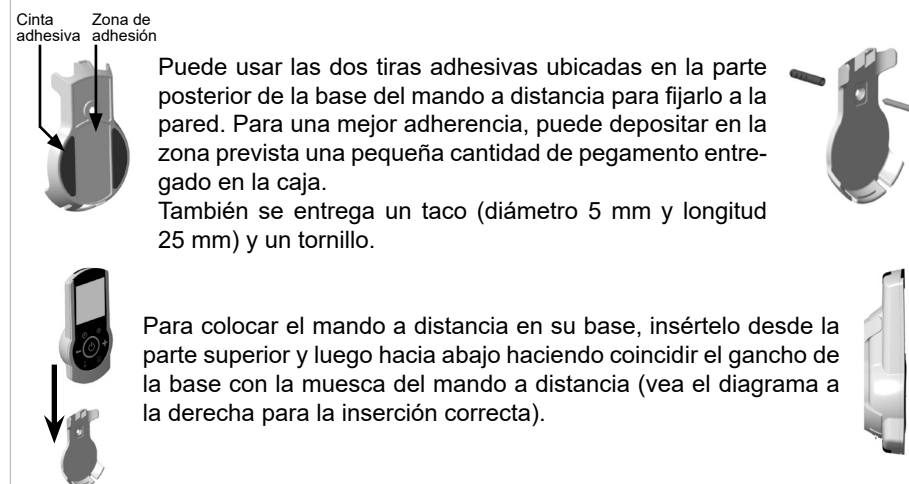 Cinta
adhesiva
Zona de
adhesión
Puede usar las dos tiras adhesivas ubicadas en la parte
posterior de la base del mando a distancia para fijarlo a la
pared. Para una mejor adherencia, puede depositar en la
zona prevista una pequeña cantidad de pegamento entre-
gado en la caja.
También se entrega un taco (diámetro 5 mm y longitud
25 mm) y un tornillo.
Para colocar el mando a distancia en su base, insértelo desde la
parte superior y luego hacia abajo haciendo coincidir el gancho de
la base con la muesca del mando a distancia (vea el diagrama a
la derecha para la inserción correcta).